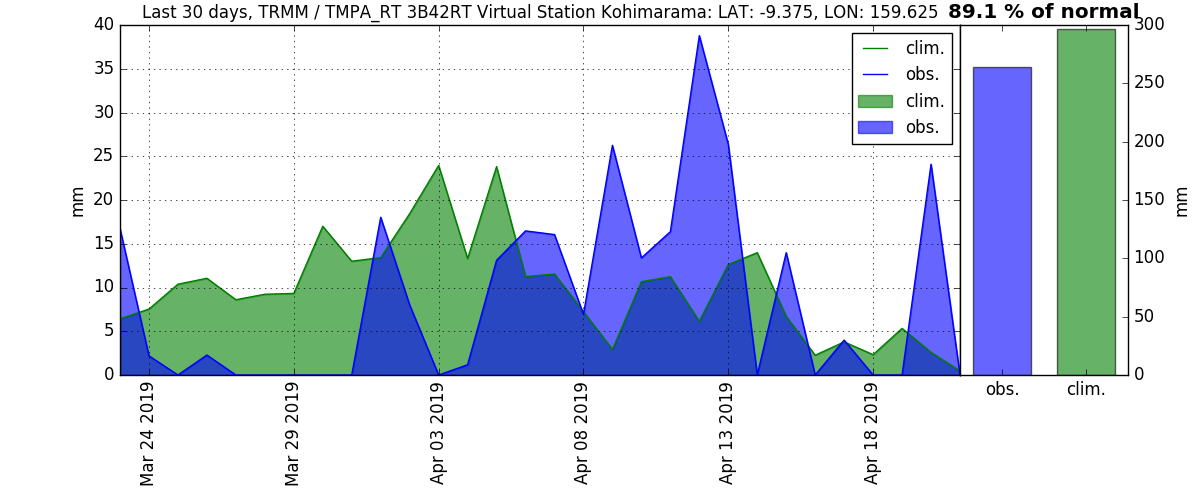 Last 30 days, TRMM / TMPA_RT 3B42RT Virtual Station Kohimarama: LAT: -9.375, LON: 159.625 89.1 % of normal
40
35
30
25
20
15
10
5
0
mm
clim.
obs.
clim.
obs.
300
250
200
150
100
50
0
mm
obs. clim.
Mar 24 2019
Mar 29 2019
Apr 03 2019
Apr 08 2019
Apr 13 2019
Apr 18 2019